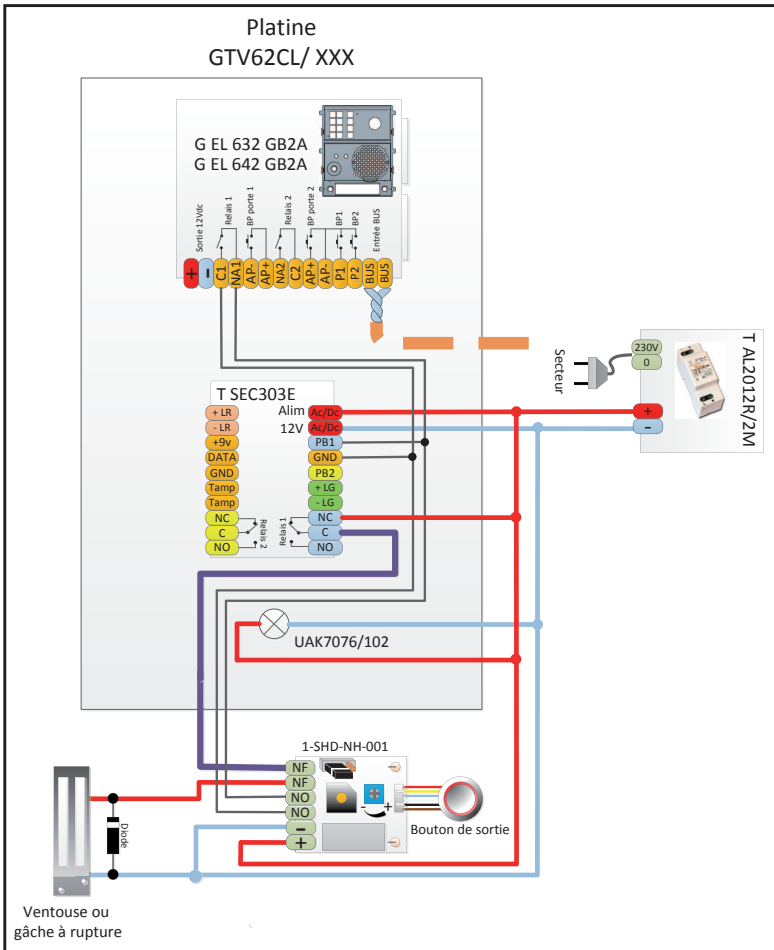 Platine
GTV62CL/ XXX
G EL 632 GB2A
G EL 642 GB2A
Sortie 12Vdc
Relais 1
BP porte 1
Relais 2
BP porte 2
BP1
BP2
Entrée BUS
+
-
C1
NA1
AP-
AP+
NA2
C2
AP+
AP-
P1
P2
BUS
BUS
Secteur
230V
0
T AL2012R/2M
+
-
T SEC303E
+ LR
- LR
+9v
DATA
GND
Tamp
Tamp
NC
C
NO
Relais 2
Alim
12V
Ac/Dc
Ac/Dc
PB1
GND
PB2
+ LG
- LG
NC
C
NO
Relais 1
UAK7076/102
1-SHD-NH-001
NF
NF
NO
NO
-
+
- +
Bouton de sortie
Diode
Ventouse ou
gâche à rupture